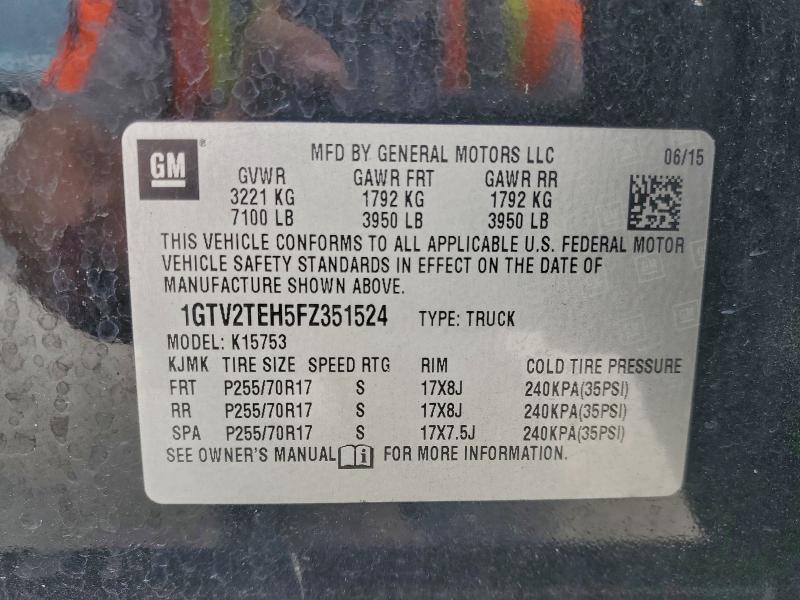 GM® MFD BY GENERAL MOTORS LLC 06/15
GVWR GAWR FRT GAWR RR
3221 KG 1792 KG 1792 KG
7100 LB 3950 LB 3950 LB
THIS VEHICLE CONFORMS TO ALL APPLICABLE U.S. FEDERAL MOTOR
VEHICLE SAFETY STANDARDS IN EFFECT ON THE DATE OF
MANUFACTURE SHOWN ABOVE.
1GTV2TEH5FZ351524 TYPE: TRUCK
MODEL: K15753
KJMK TIRE SIZE SPEED RTG RIM COLD TIRE PRESSURE
FRT P255/70R17 S 17X8J 240KPA(35PSI)
RR P255/70R17 S 17X8J 240KPA(35PSI)
SPA P255/70R17 S 17X7.5J 240KPA(35PSI)
SEE OWNER'S MANUAL i FOR MORE INFORMATION.